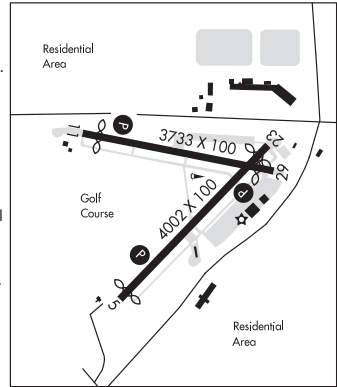 Residential
Area
P
11
3733 X 100
23
29
P
Golf
Course
4002 X 100
P
5
Residential
Area